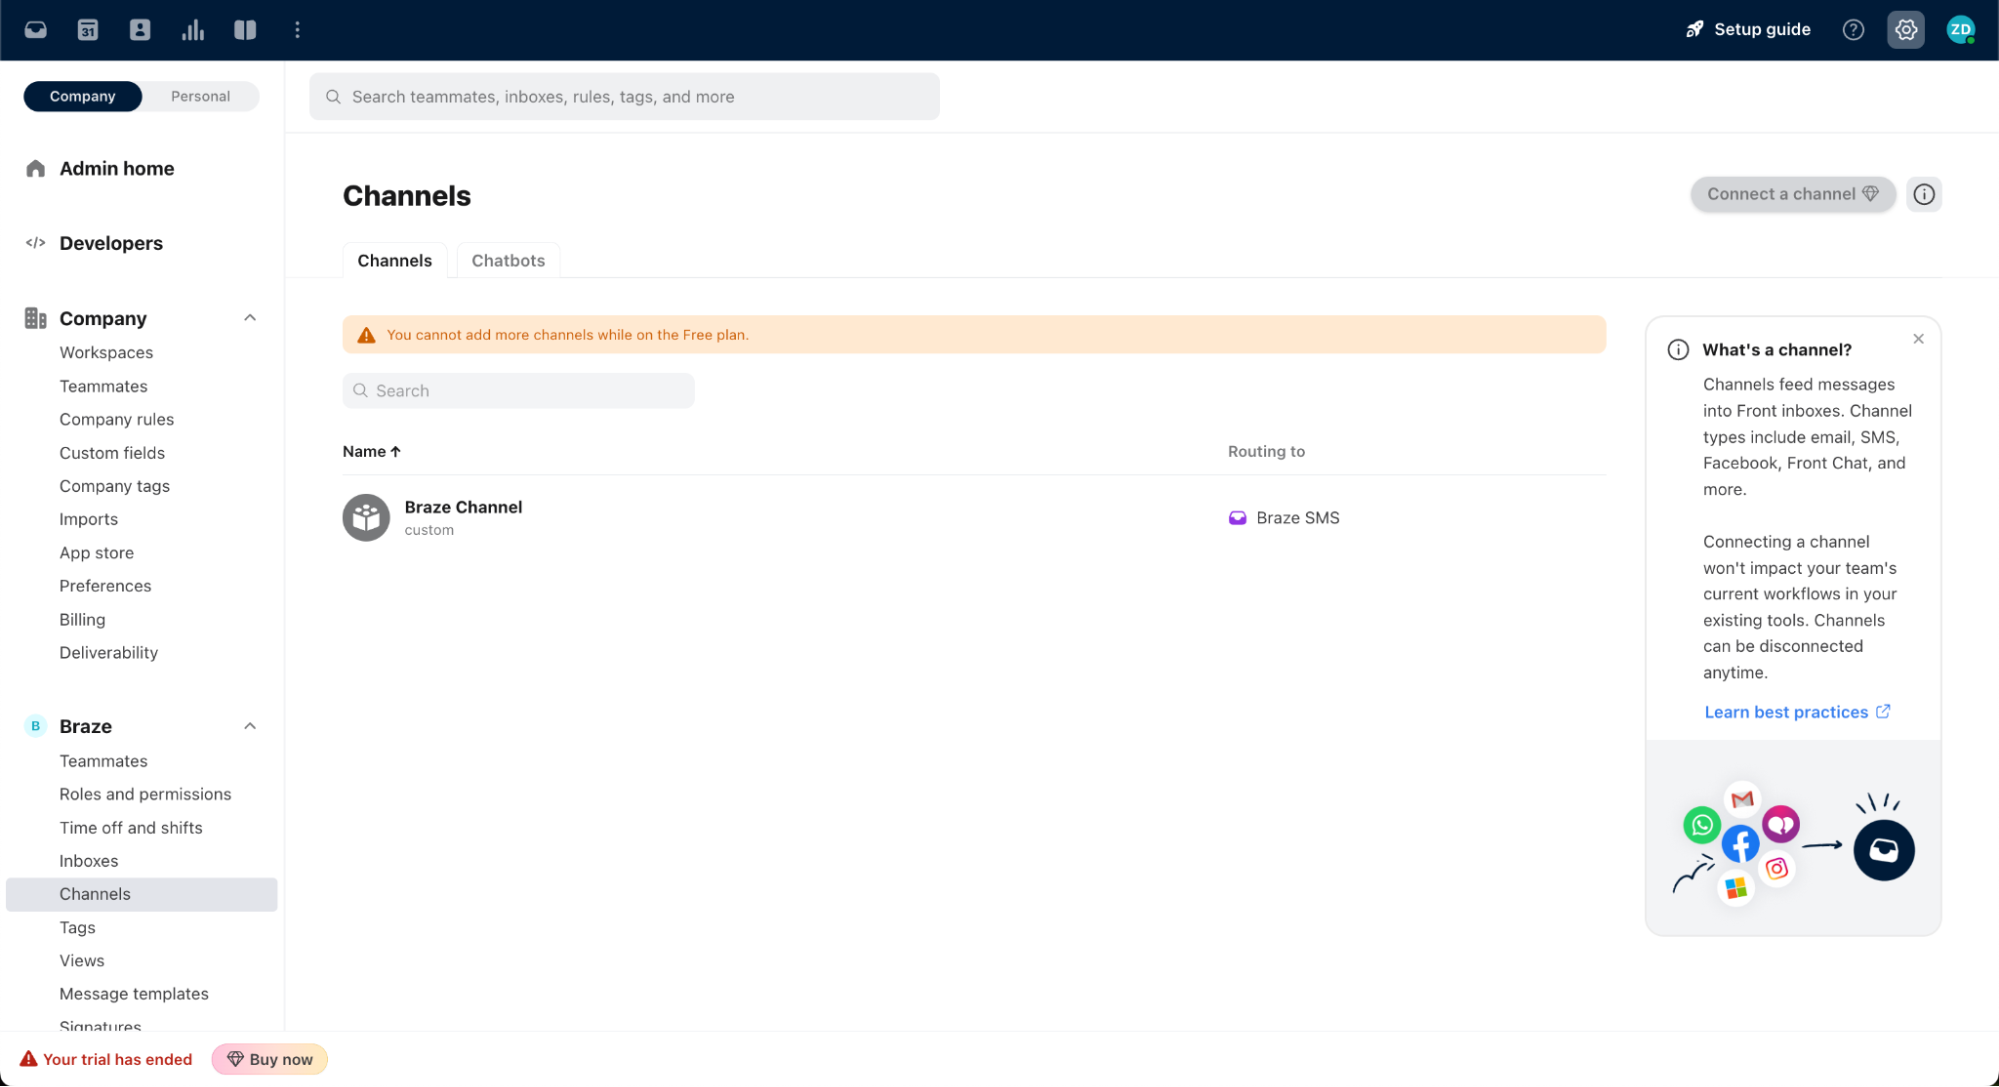 31
Setup guide
ZD
Company
Personal
Search teammates, inboxes, rules, tags, and more
Admin home
Developers
Company
Workspaces
Teammates
Company rules
Custom fields
Company tags
Imports
App store
Preferences
Billing
Deliverability
B
Braze
Teammates
Roles and permissions
Time off and shifts
Inboxes
Channels
Tags
Views
Message templates
Signatures
Your trial has ended
Buy now
Channels
Connect a channel
Channels
Chatbots
You cannot add more channels while on the Free plan.
Search
Name ↑
Routing to
Braze Channel
custom
Braze SMS
What's a channel?
Channels feed messages
into Front inboxes. Channel
types include email, SMS,
Facebook, Front Chat, and
more.
Connecting a channel
won't impact your team's
current workflows in your
existing tools. Channels
can be disconnected
anytime.
Learn best practices